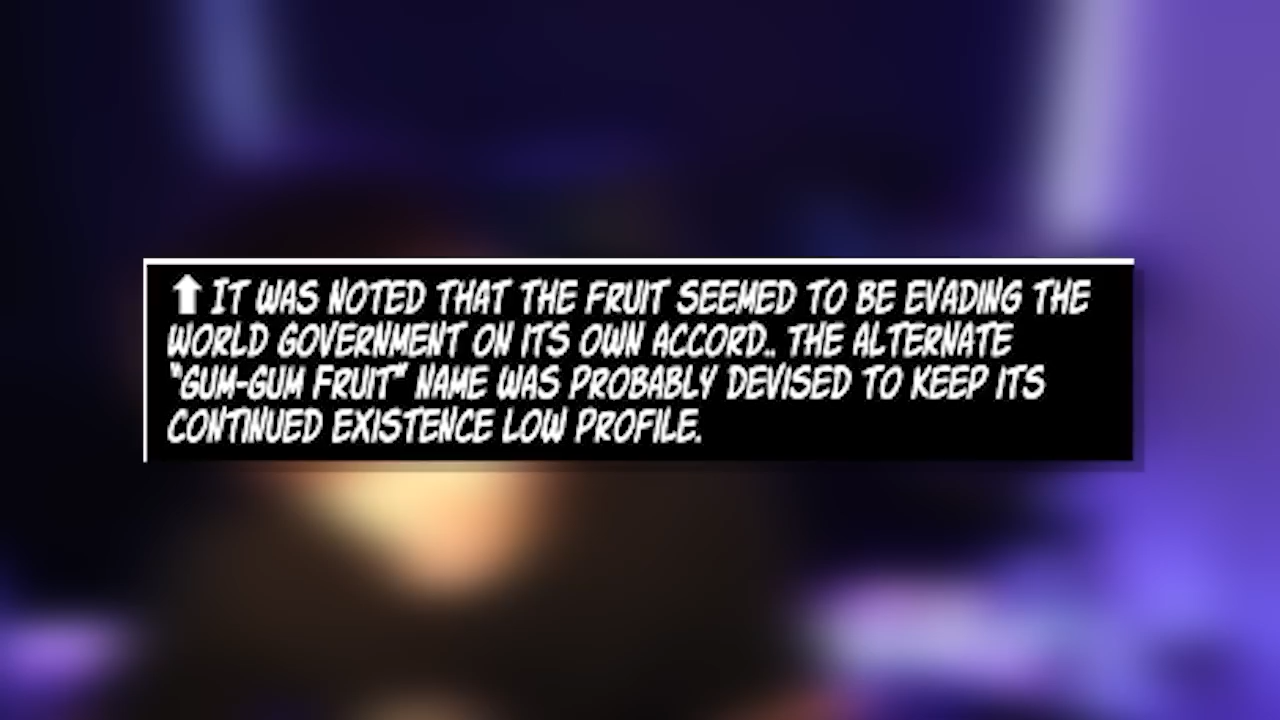 ⬆ IT WAS NOTED THAT THE FRUIT SEEMED TO BE EVADING THE
WORLD GOVERNMENT ON ITS OWN ACCORD.. THE ALTERNATE
"GUM-GUM FRUIT" NAME WAS PROBABLY DEVISED TO KEEP ITS
CONTINUED EXISTENCE LOW PROFILE.